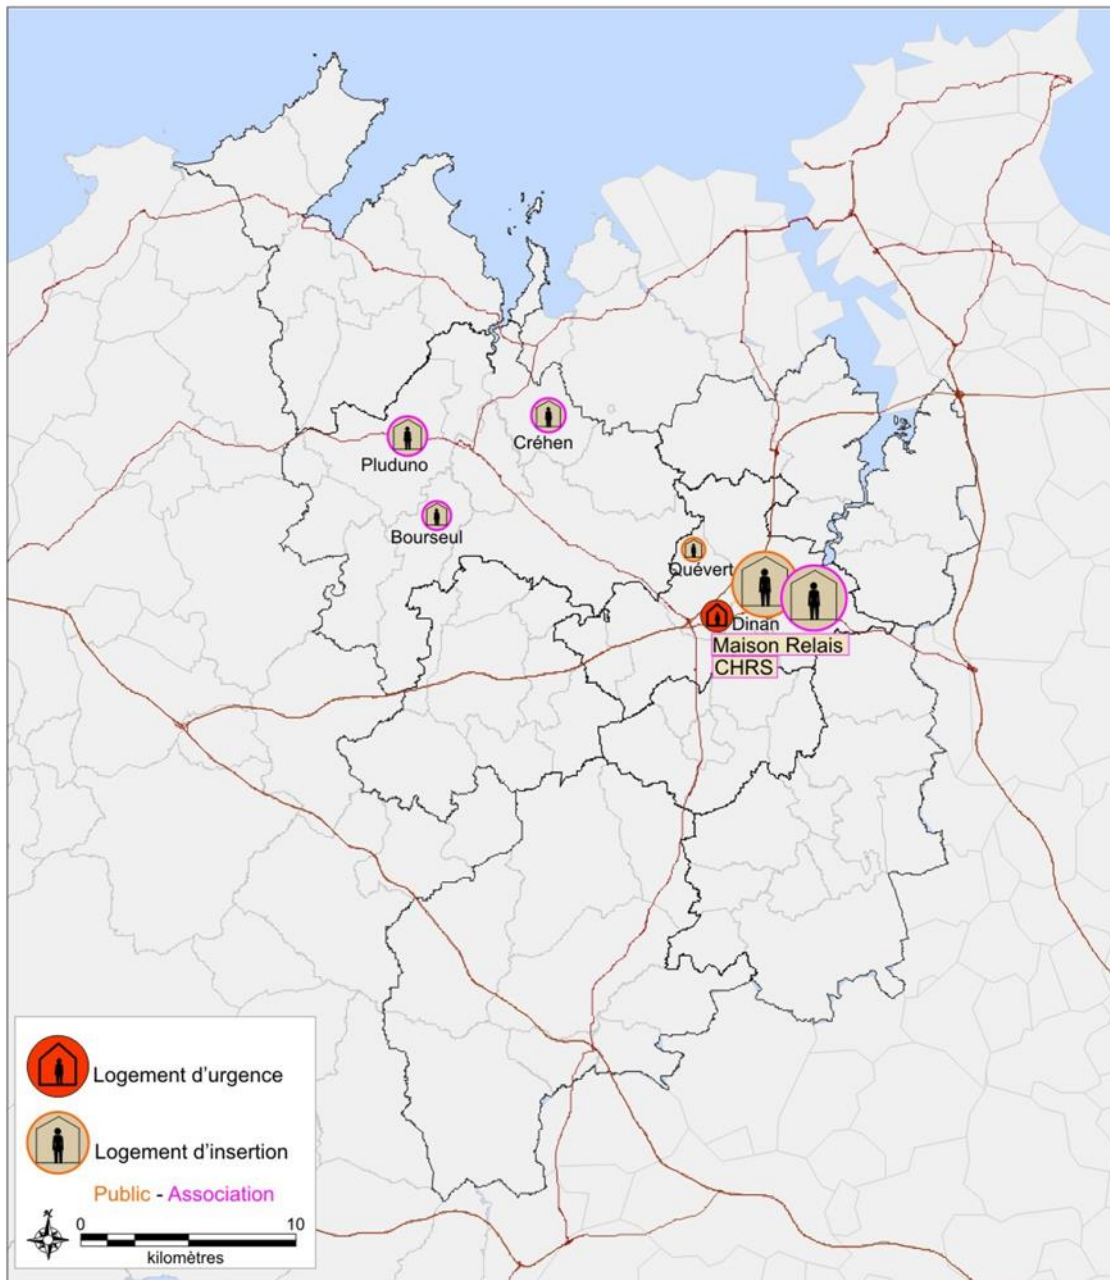 Créhen
Pluduno
Bourseul
Quévert
Dinan
Maison Relais
CHRS
Logement d'urgence
Logement d'insertion
Public - Association
N
0 10
kilomètres